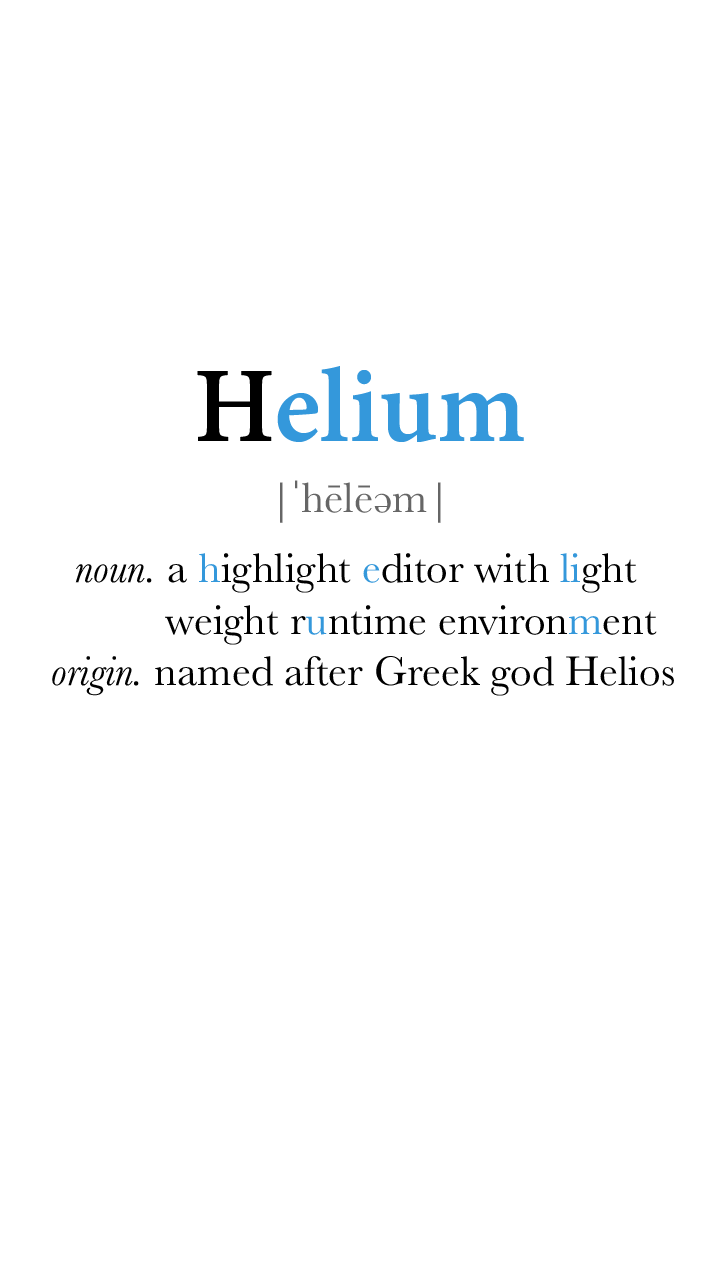 Helium
|ˈhēlēəm|
noun. a highlight editor with light
weight runtime environment
origin. named after Greek god Helios